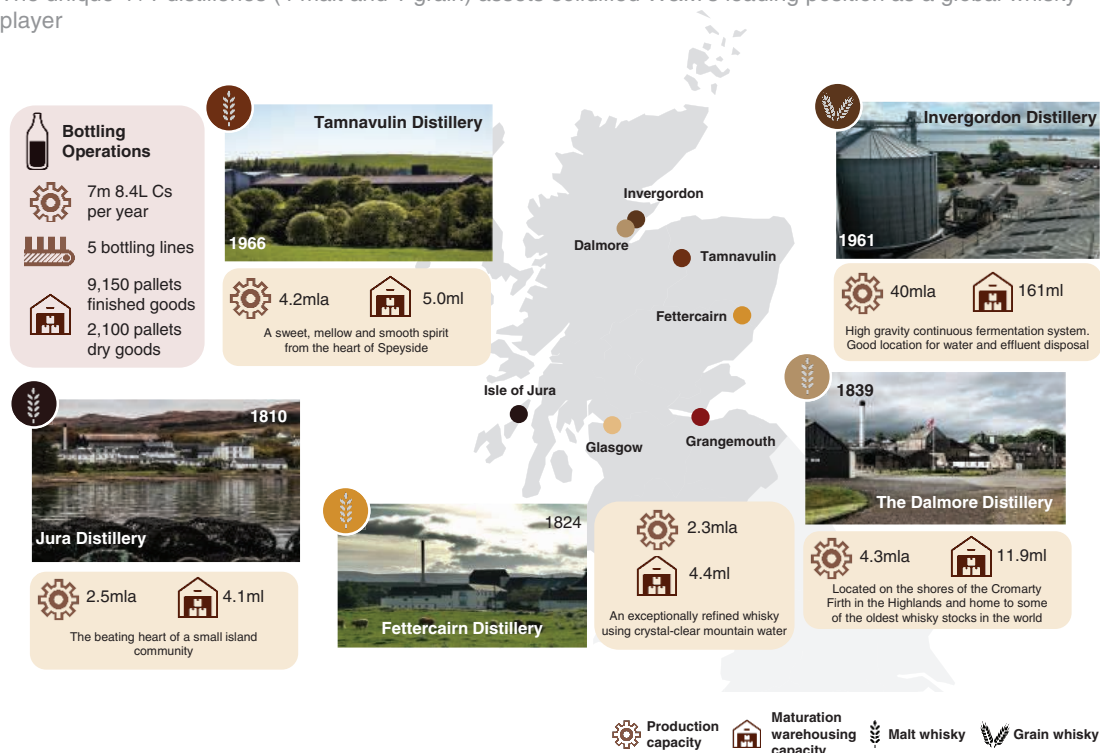 player
Bottling
Operations
7m 8.4L Cs
per year
5 bottling lines
9,150 pallets
finished goods
2,100 pallets
dry goods
Tamnavulin Distillery
1966
4.2mla
5.0ml
A sweet, mellow and smooth spirit
from the heart of Speyside
Invergordon
Dalmore
Tamnavulin
Fettercairn
Isle of Jura
Glasgow
Grangemouth
Invergordon Distillery
1961
40mla
161ml
High gravity continuous fermentation system.
Good location for water and effluent disposal
1810
Jura Distillery
2.5mla
4.1ml
The beating heart of a small island
community
1824
Fettercairn Distillery
2.3mla
4.4ml
An exceptionally refined whisky
using crystal-clear mountain water
1839
The Dalmore Distillery
4.3mla
11.9ml
Located on the shores of the Cromarty
Firth in the Highlands and home to some
of the oldest whisky stocks in the world
Production
capacity
Maturation
warehousing
capacity
Malt whisky
Grain whisky